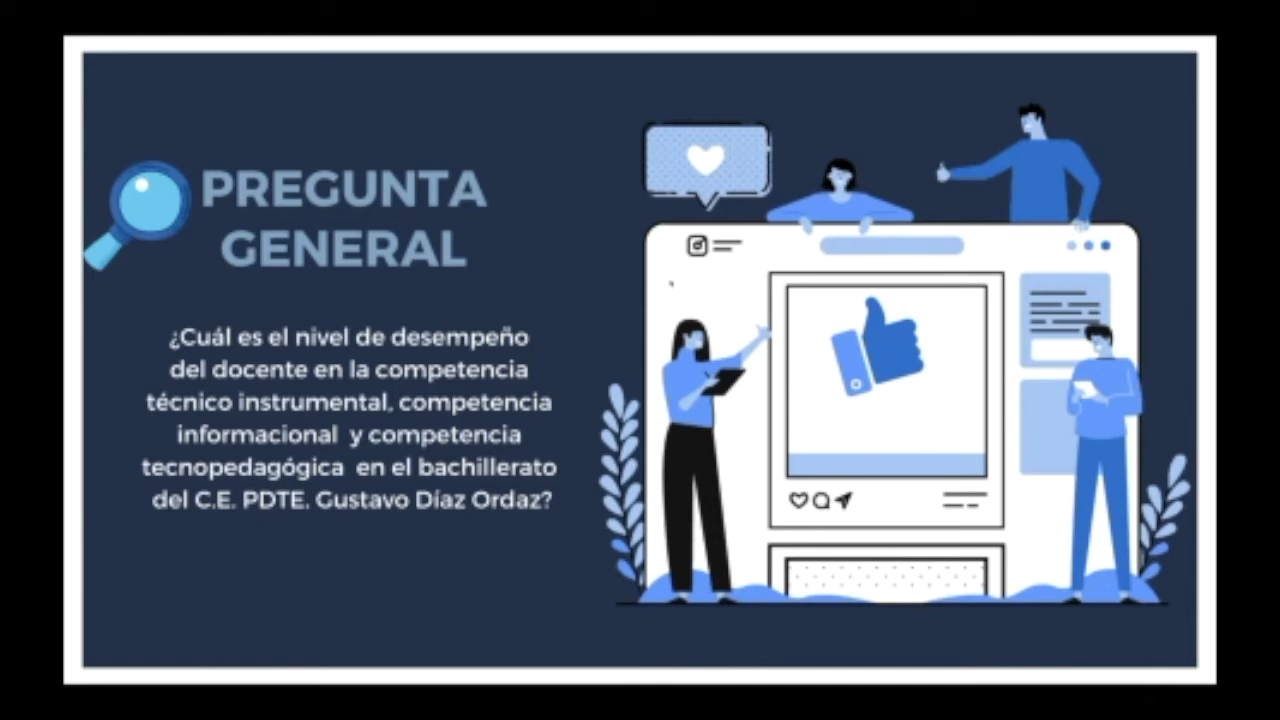 PREGUNTA
GENERAL
¿Cuál es el nivel de desempeño
del docente en la competencia
técnico instrumental, competencia
informacional y competencia
tecnopedagógica en el bachillerato
del C.E. PDTE. Gustavo Díaz Ordaz?